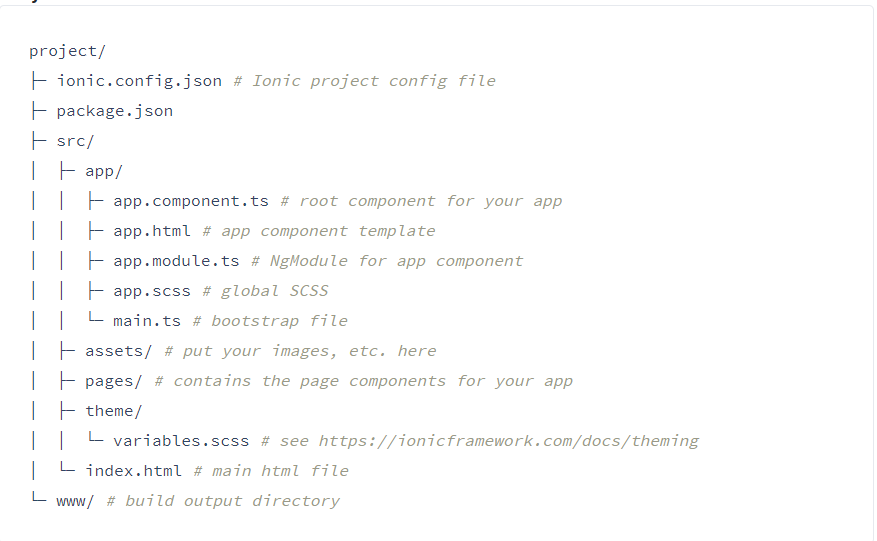 project/
├─ ionic.config.json # Ionic project config file
├─ package.json
├─ src/
│  ├─ app/
│  │  ├─ app.component.ts # root component for your app
│  │  ├─ app.html # app component template
│  │  ├─ app.module.ts # NgModule for app component
│  │  ├─ app.scss # global SCSS
│  │  └─ main.ts # bootstrap file
│  ├─ assets/ # put your images, etc. here
│  ├─ pages/ # contains the page components for your app
│  ├─ theme/
│  │  └─ variables.scss # see https://ionicframework.com/docs/theming
│  └─ index.html # main html file
└─ www/ # build output directory